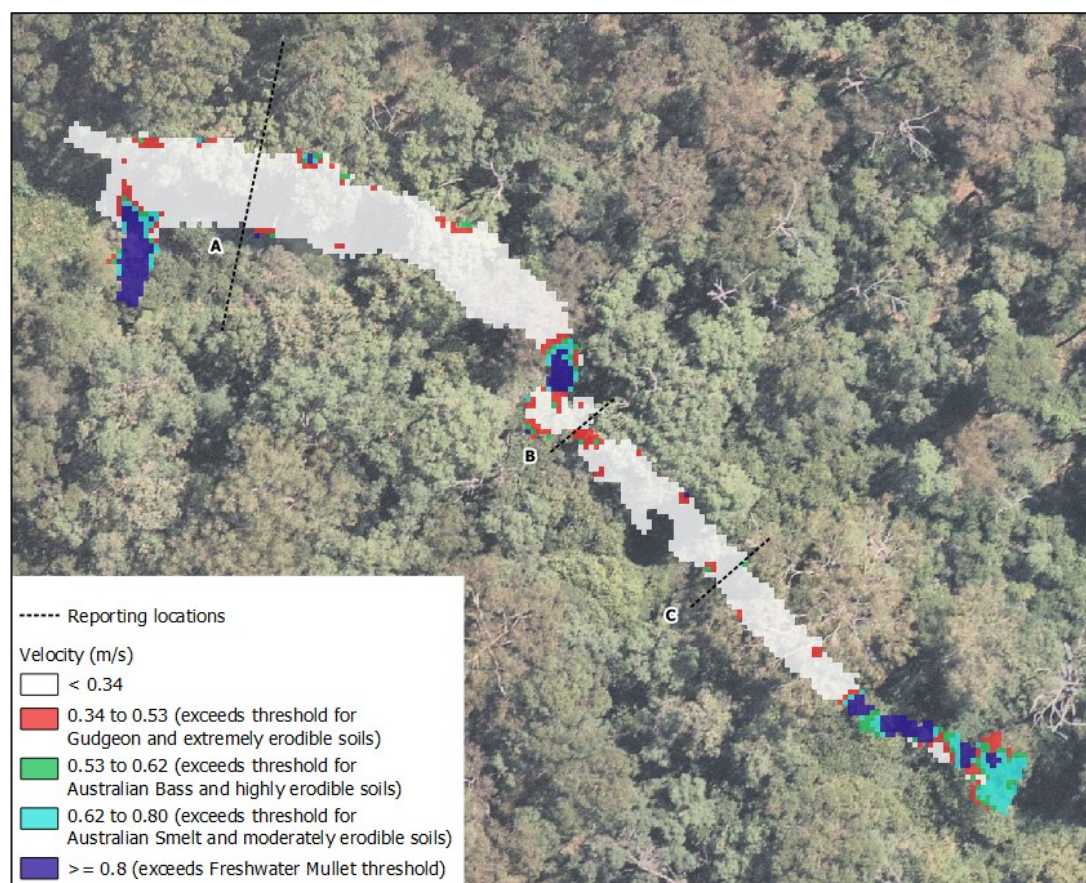 A
B
C
Reporting locations
Velocity (m/s)
< 0.34
0.34 to 0.53 (exceeds threshold for
Gudgeon and extremely erodible soils)
0.53 to 0.62 (exceeds threshold for
Australian Bass and highly erodible soils)
0.62 to 0.80 (exceeds threshold for
Australian Smelt and moderately erodible soils)
>= 0.8 (exceeds Freshwater Mullet threshold)